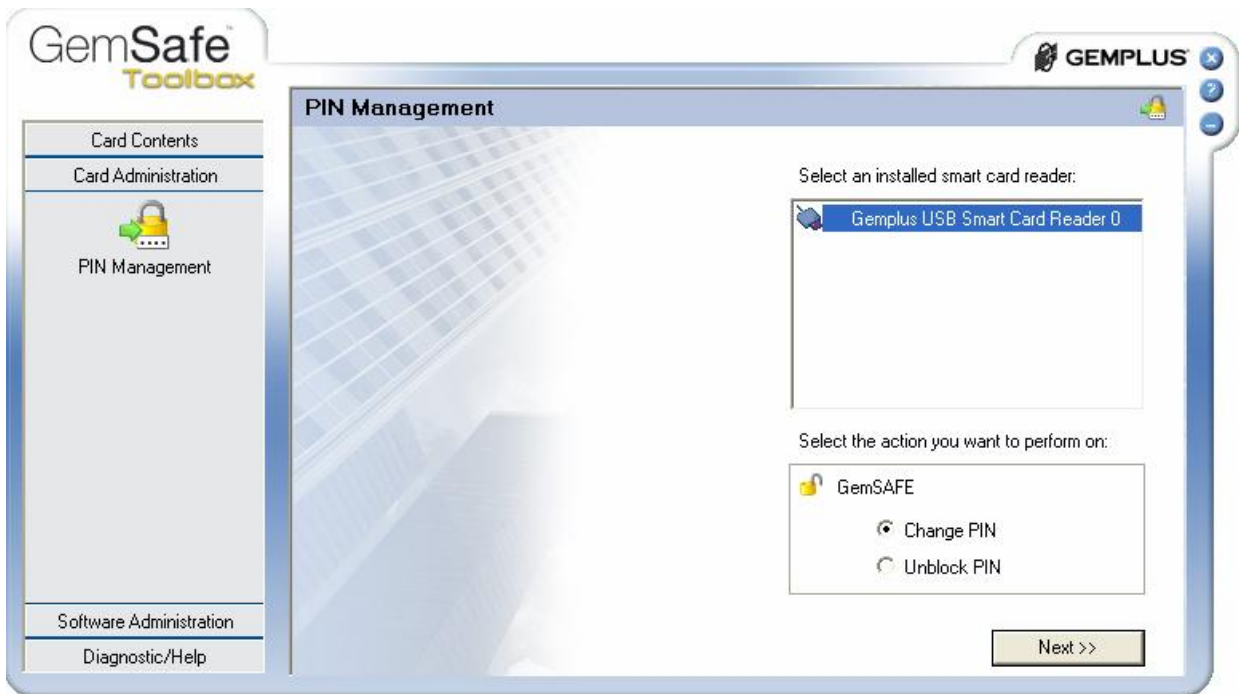 GemSafe™
Toolbox
GEMPLUS
PIN Management
Card Contents
Card Administration
PIN Management
Software Administration
Diagnostic/Help
Select an installed smart card reader:
Gemplus USB Smart Card Reader 0
Select the action you want to perform on:
GemSAFE
Change PIN
Unblock PIN
Next >>